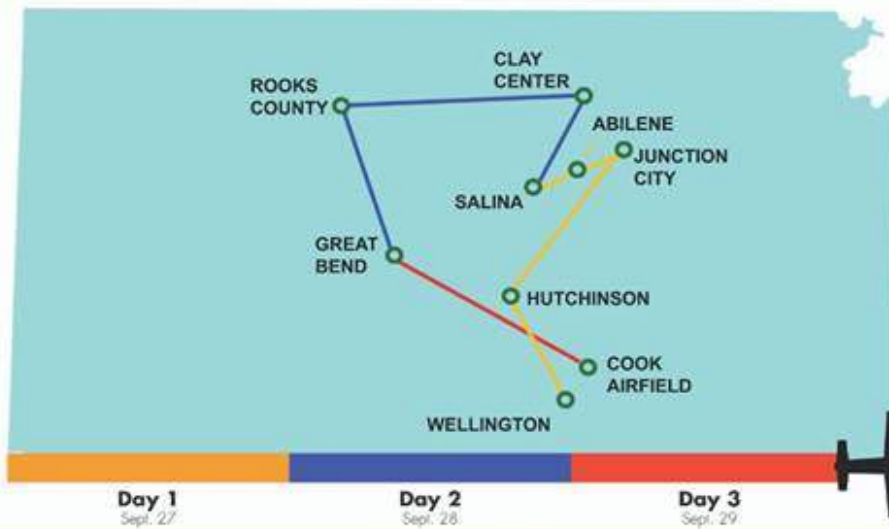 ROOKS
COUNTY
CLAY
CENTER
ABILENE
JUNCTION
CITY
SALINA
GREAT
BEND
HUTCHINSON
COOK
AIRFIELD
WELLINGTON
Day 1
Sept. 27
Day 2
Sept. 28
Day 3
Sept. 29